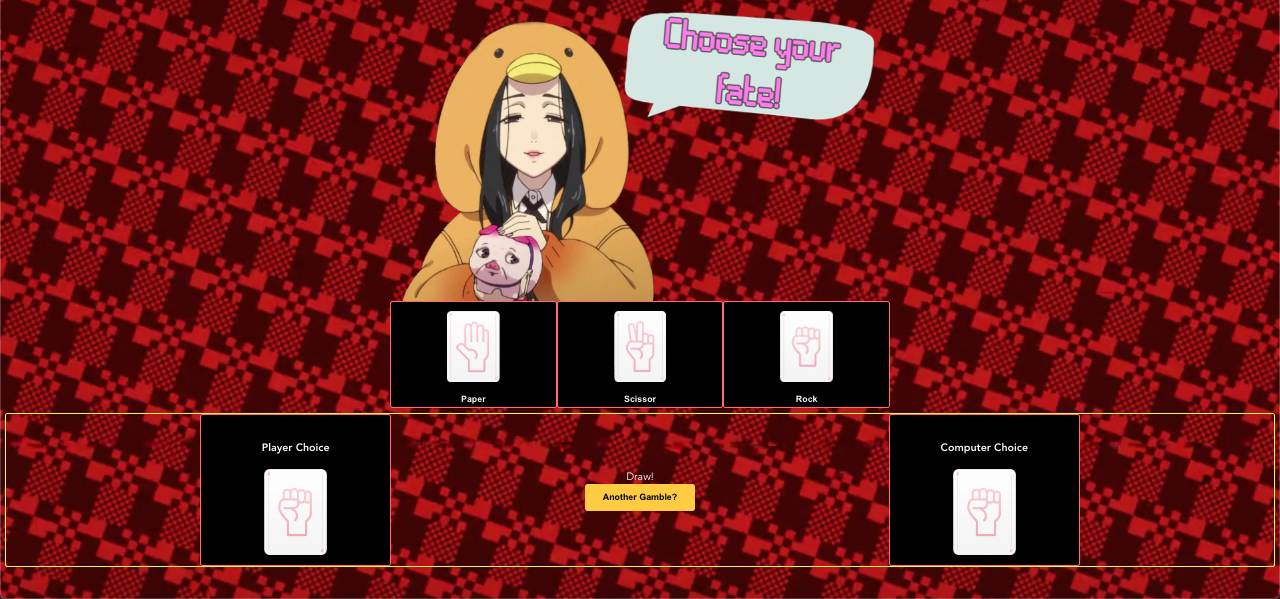 Choose your
fate!
Paper
Scissor
Rock
Player Choice
Draw!
Another Gamble?
Computer Choice